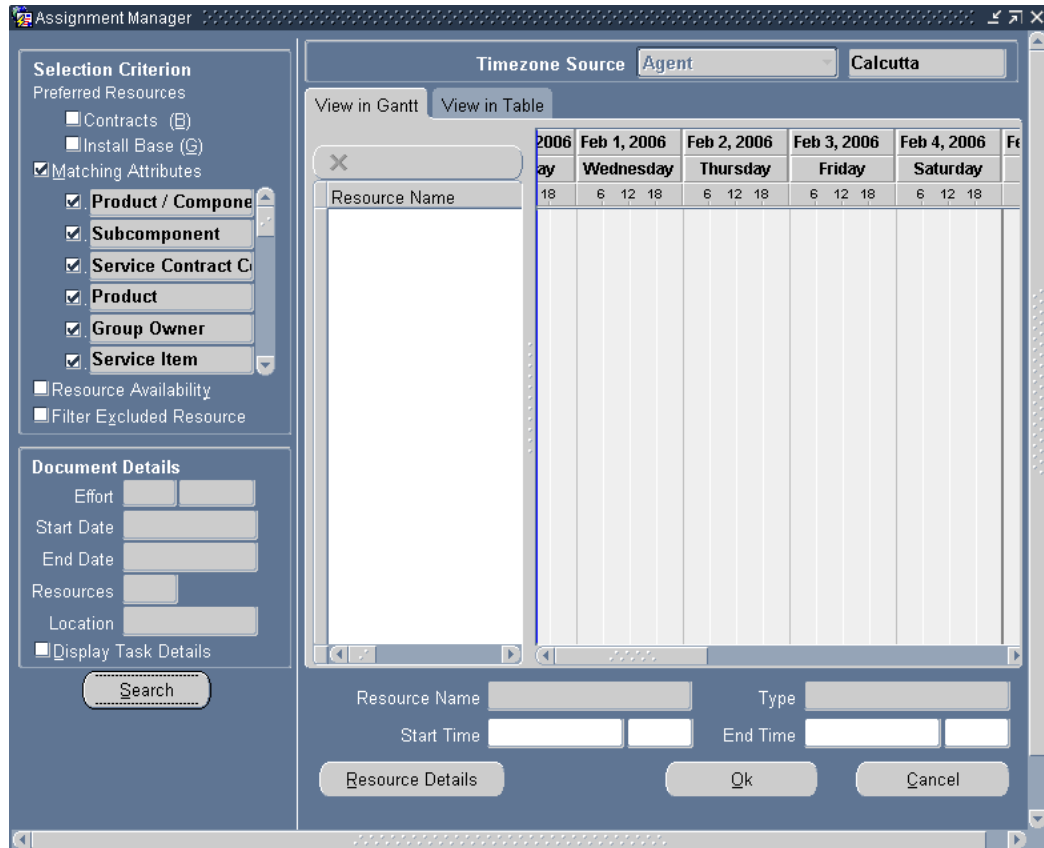 Assignment Manager
Selection Criterion
Preferred Resources
Contracts (B)
Install Base (G)
Matching Attributes
Product / Compone
Subcomponent
Service Contract C
Product
Group Owner
Service Item
Resource Availability
Filter Excluded Resource
Document Details
Effort
Start Date
End Date
Resources
Location
Display Task Details
Search
Timezone Source Agent Calcutta
View in Gantt View in Table
2006 Feb 1, 2006 Feb 2, 2006 Feb 3, 2006 Feb 4, 2006 Fe
ay Wednesday Thursday Friday Saturday
Resource Name 18 6 12 18 6 12 18 6 12 18 6 12 18
Resource Name Type
Start Time End Time
Resource Details Ok Cancel